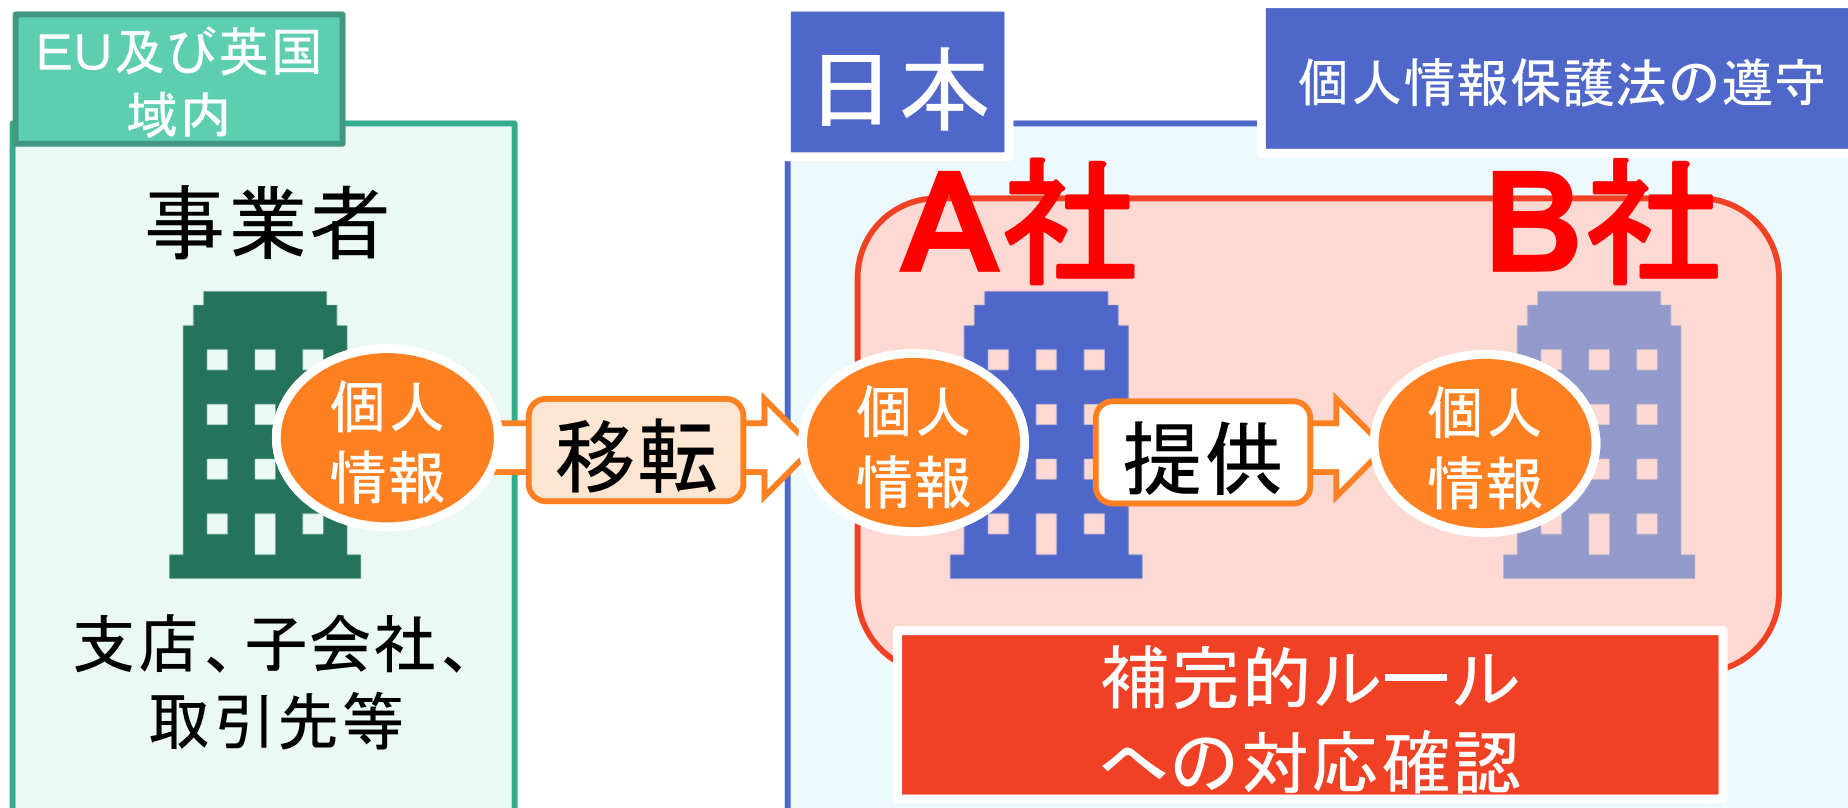 EU及び英国
域内
事業者
個人
情報
支店、子会社、
取引先等
移転
日本
個人情報保護法の遵守
A社
B社
個人
情報
提供
個人
情報
補完的ルール
への対応確認